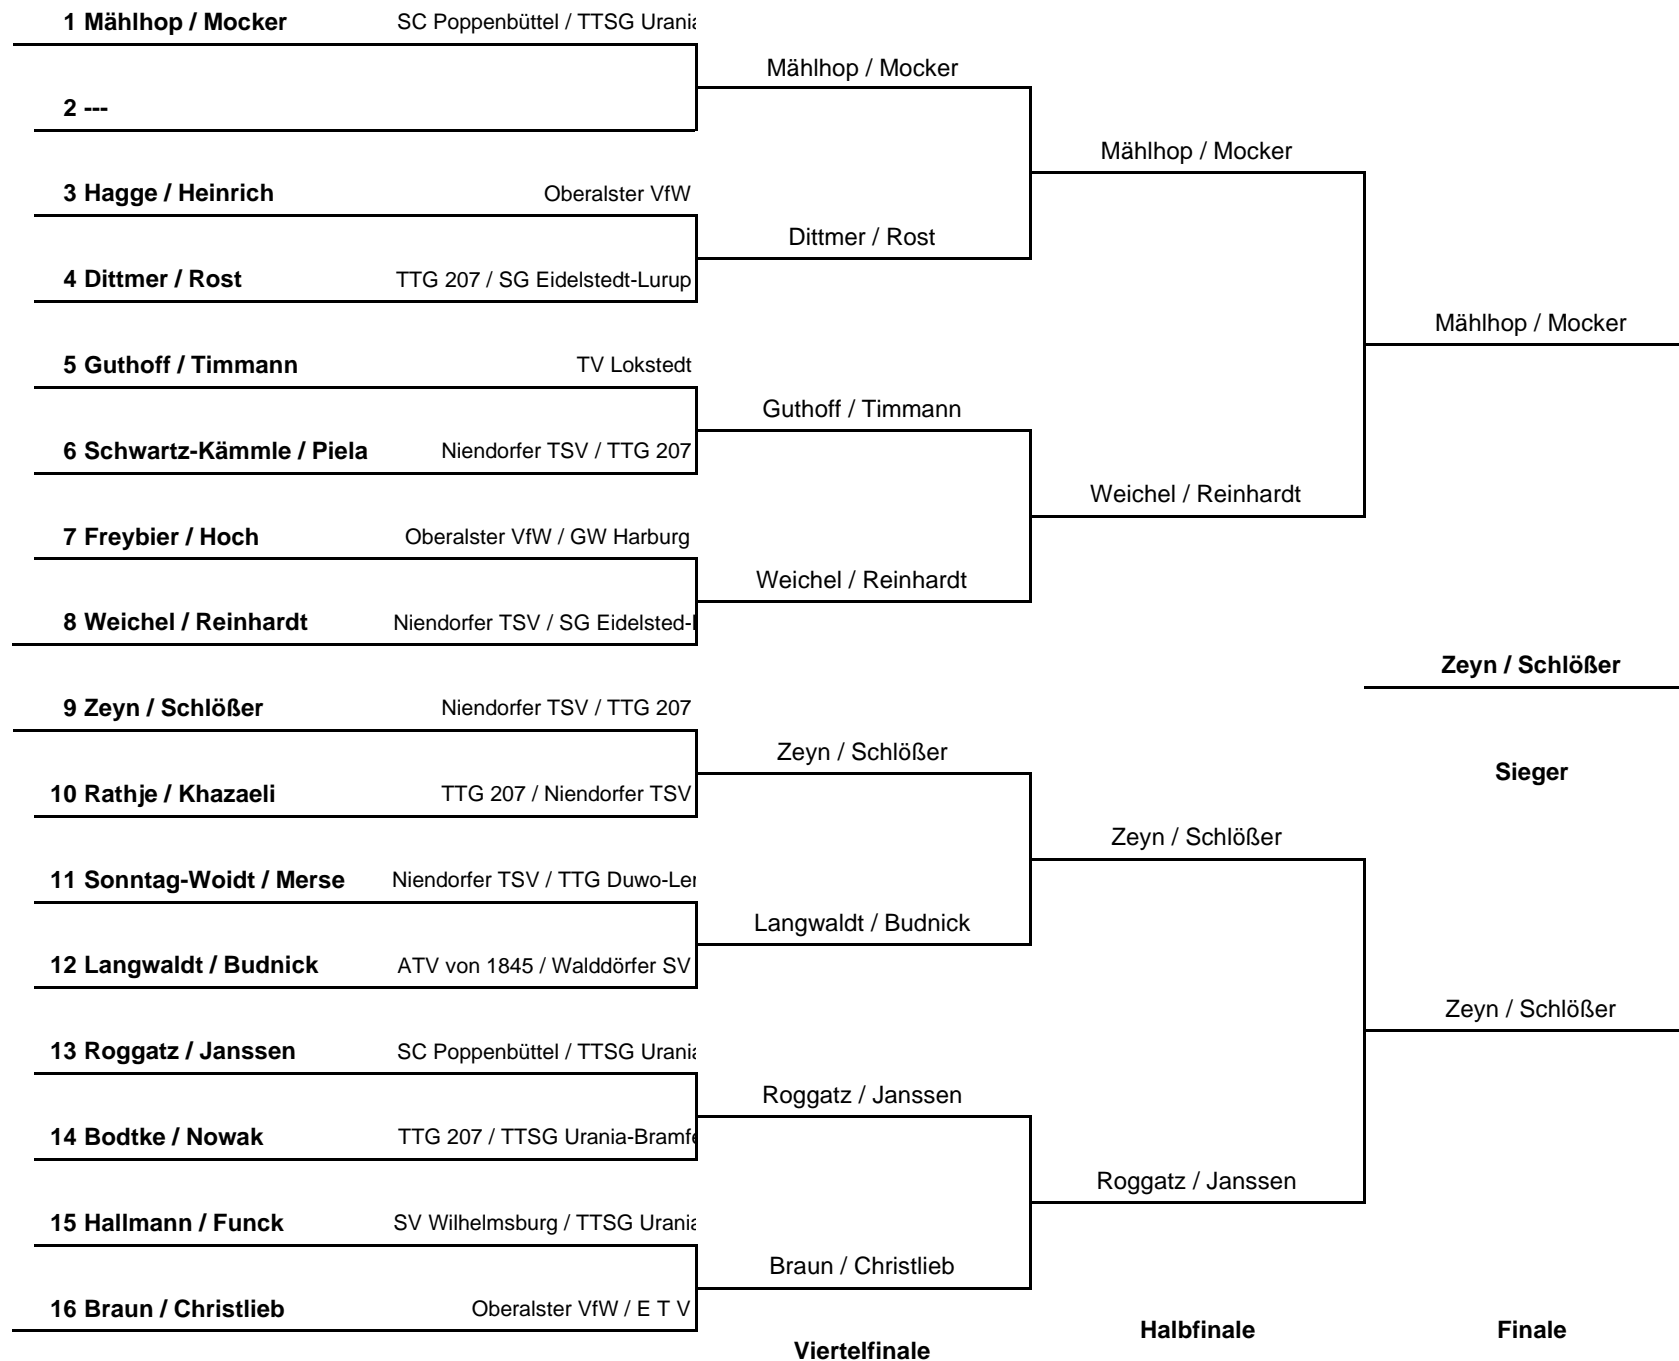 1 Mählhop / Mocker SC Poppenbüttel / TTSG Urania
Mählhop / Mocker
2 ---
Mählhop / Mocker
3 Hagge / Heinrich Oberalster VfW
Dittmer / Rost
4 Dittmer / Rost TTG 207 / SG Eidelstedt-Lurup
Mählhop / Mocker
5 Guthoff / Timmann TV Lokstedt
Guthoff / Timmann
6 Schwartz-Kämmle / Piela Niendorfer TSV / TTG 207
Weichel / Reinhardt
7 Freybier / Hoch Oberalster VfW / GW Harburg
Weichel / Reinhardt
8 Weichel / Reinhardt Niendorfer TSV / SG Eidelsted-
Zeyn / Schlößer
9 Zeyn / Schlößer Niendorfer TSV / TTG 207
Zeyn / Schlößer
Sieger
10 Rathje / Khazaeli TTG 207 / Niendorfer TSV
Zeyn / Schlößer
11 Sonntag-Woidt / Merse Niendorfer TSV / TTG Duwo-Ler
Langwaldt / Budnick
12 Langwaldt / Budnick ATV von 1845 / Walddörfer SV
Zeyn / Schlößer
13 Roggatz / Janssen SC Poppenbüttel / TTSG Urania
Roggatz / Janssen
14 Bodtke / Nowak TTG 207 / TTSG Urania-Bramfe
Roggatz / Janssen
15 Hallmann / Funck SV Wilhelmsburg / TTSG Urania
Braun / Christlieb
16 Braun / Christlieb Oberalster VfW / E T V
Viertelfinale
Halbfinale
Finale